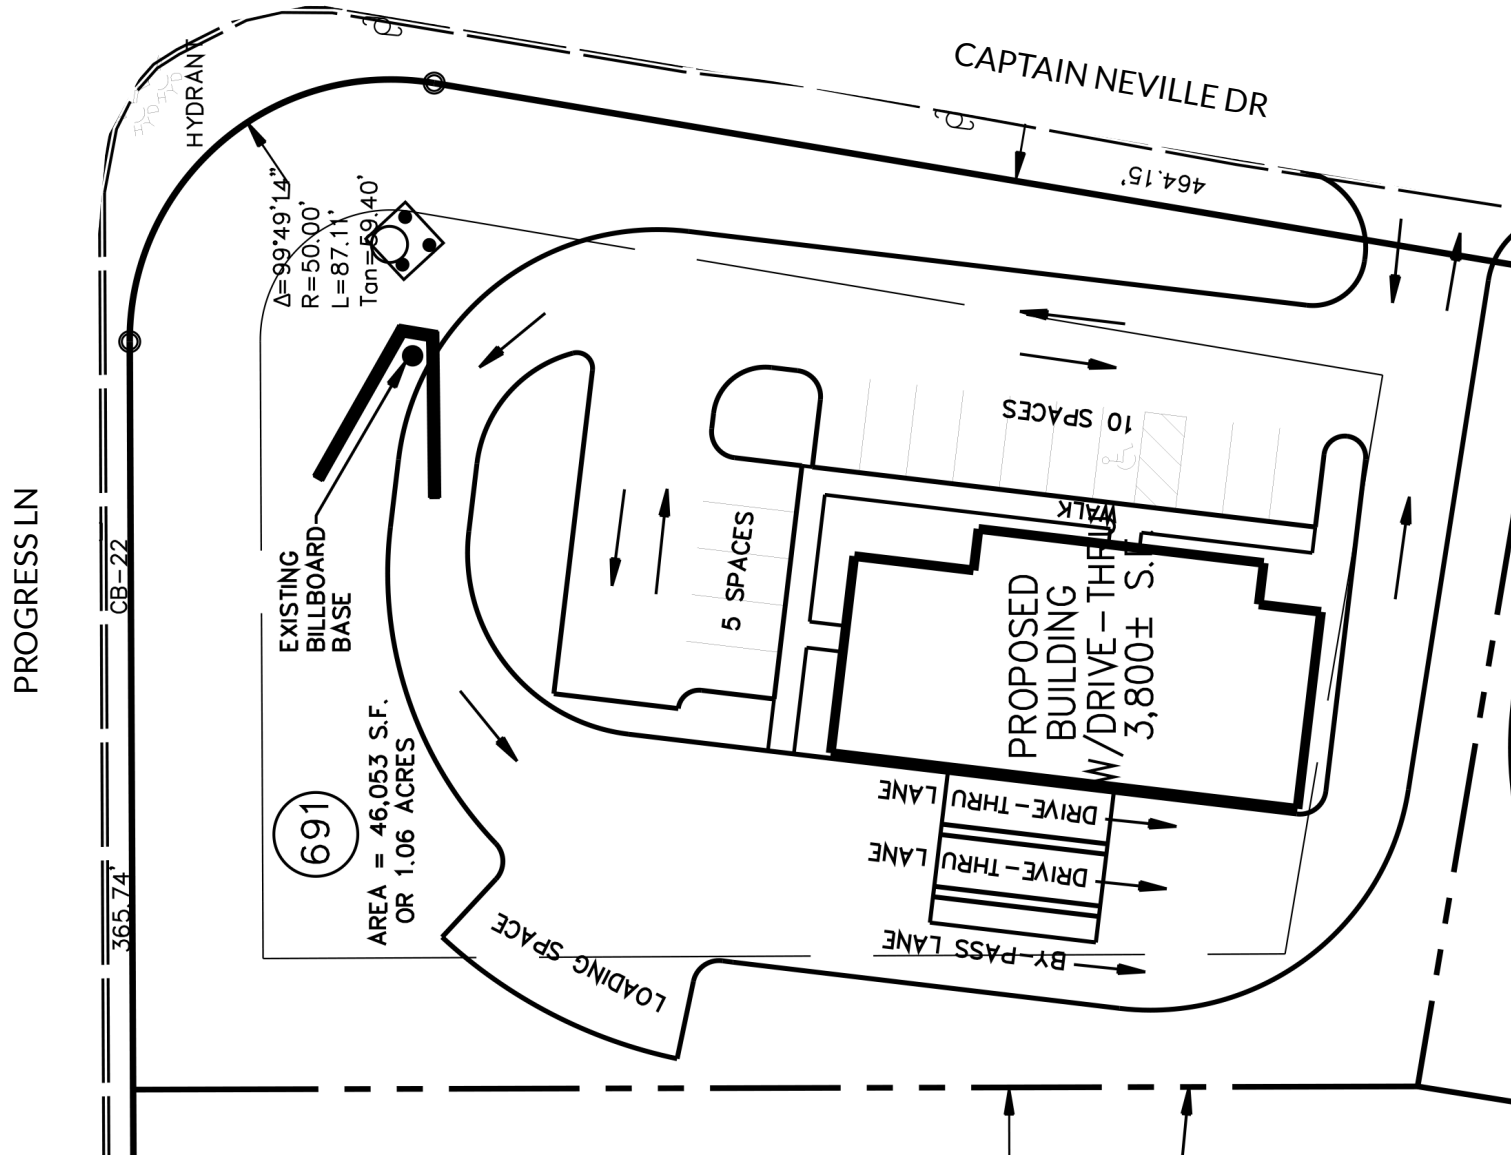 CAPTAIN NEVILLE DR
464.15'
HYDRANT
Δ=99°49'14"
R=50.00'
L=87.11'
Tan=59.40'
PROGRESS LN
CB-22
365.74'
EXISTING
BILLBOARD
BASE
10 SPACES
WALK
5 SPACES
PROPOSED
BUILDING
W/DRIVE-THRU
3,800± S.F.
691
AREA = 46,053 S.F.
OR 1.06 ACRES
DRIVE-THRU LANE
DRIVE-THRU LANE
BY-PASS LANE
LOADING SPACE